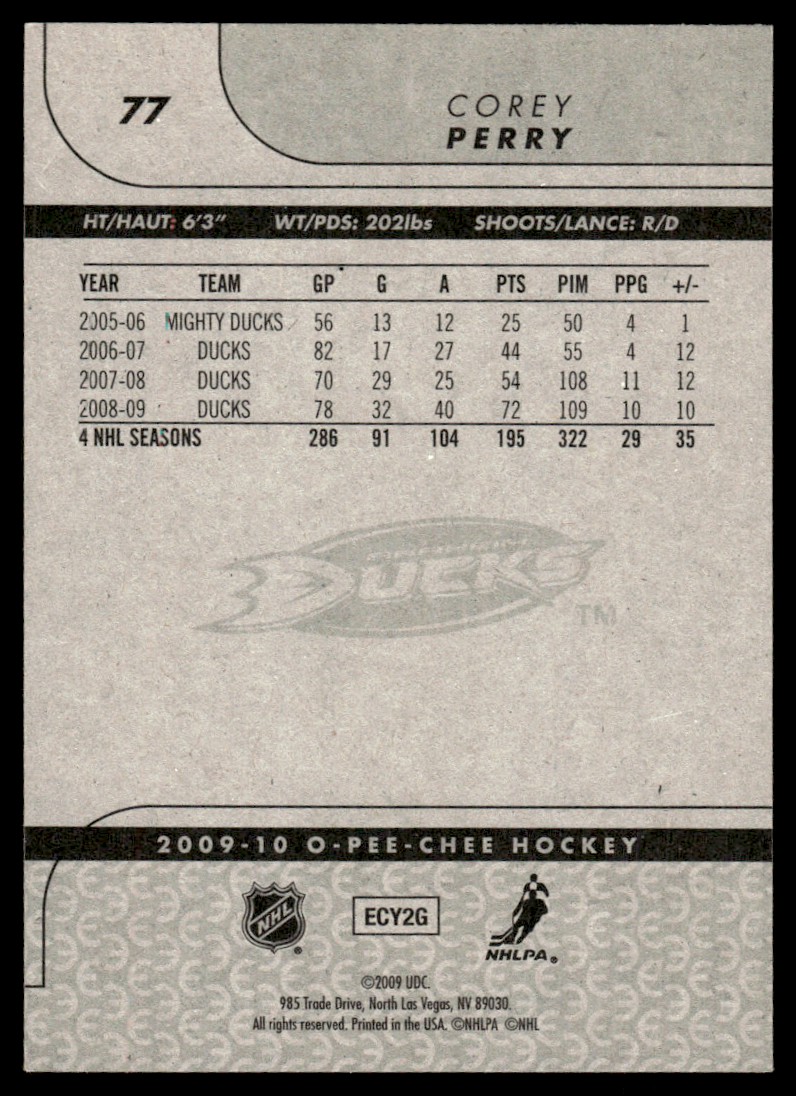 77
COREY
PERRY
HT/HAUT: 6'3" WT/PDS: 202lbs SHOOTS/LANCE: R/D
YEAR TEAM GP G A PTS PIM PPG +/-
2005-06 MIGHTY DUCKS 56 13 12 25 50 4 1
2006-07 DUCKS 82 17 27 44 55 4 12
2007-08 DUCKS 70 29 25 54 108 11 12
2008-09 DUCKS 78 32 40 72 109 10 10
4 NHL SEASONS 286 91 104 195 322 29 35
ANAHEIM
DUCKS
TM
2009-10 O-PEE-CHEE HOCKEY
NHL ®
ECY2G
NHLPA®
©2009 UDC.
985 Trade Drive, North Las Vegas, NV 89030.
All rights reserved. Printed in the USA. ©NHLPA ©NHL